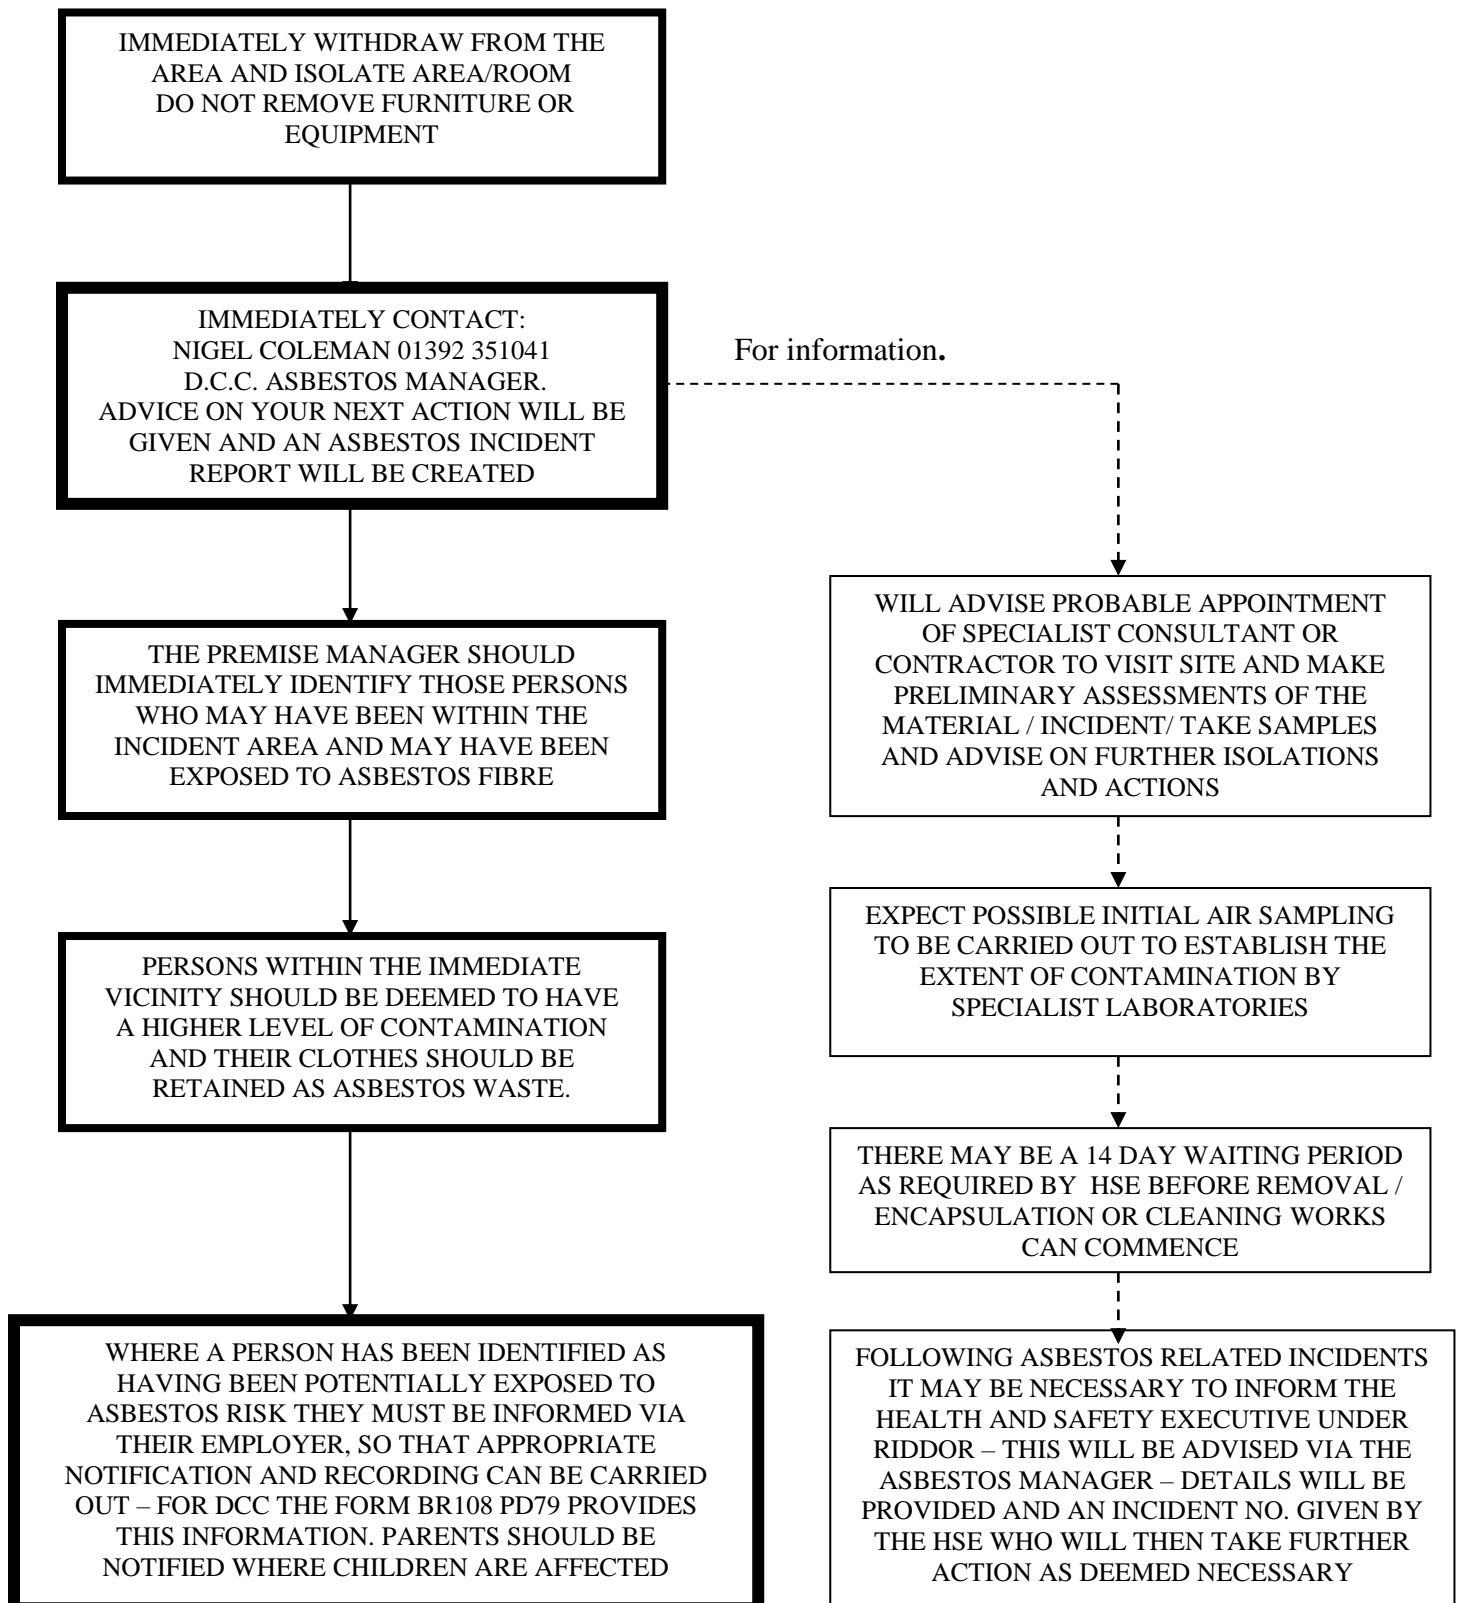 IMMEDIATELY WITHDRAW FROM THE
AREA AND ISOLATE AREA/ROOM
DO NOT REMOVE FURNITURE OR
EQUIPMENT
IMMEDIATELY CONTACT:
NIGEL COLEMAN 01392 351041
D.C.C. ASBESTOS MANAGER.
ADVICE ON YOUR NEXT ACTION WILL BE
GIVEN AND AN ASBESTOS INCIDENT
REPORT WILL BE CREATED
For information.
THE PREMISE MANAGER SHOULD
IMMEDIATELY IDENTIFY THOSE PERSONS
WHO MAY HAVE BEEN WITHIN THE
INCIDENT AREA AND MAY HAVE BEEN
EXPOSED TO ASBESTOS FIBRE
PERSONS WITHIN THE IMMEDIATE
VICINITY SHOULD BE DEEMED TO HAVE
A HIGHER LEVEL OF CONTAMINATION
AND THEIR CLOTHES SHOULD BE
RETAINED AS ASBESTOS WASTE.
WHERE A PERSON HAS BEEN IDENTIFIED AS
HAVING BEEN POTENTIALLY EXPOSED TO
ASBESTOS RISK THEY MUST BE INFORMED VIA
THEIR EMPLOYER, SO THAT APPROPRIATE
NOTIFICATION AND RECORDING CAN BE CARRIED
OUT – FOR DCC THE FORM BR108 PD79 PROVIDES
THIS INFORMATION. PARENTS SHOULD BE
NOTIFIED WHERE CHILDREN ARE AFFECTED
WILL ADVISE PROBABLE APPOINTMENT
OF SPECIALIST CONSULTANT OR
CONTRACTOR TO VISIT SITE AND MAKE
PRELIMINARY ASSESSMENTS OF THE
MATERIAL / INCIDENT/ TAKE SAMPLES
AND ADVISE ON FURTHER ISOLATIONS
AND ACTIONS
EXPECT POSSIBLE INITIAL AIR SAMPLING
TO BE CARRIED OUT TO ESTABLISH THE
EXTENT OF CONTAMINATION BY
SPECIALIST LABORATORIES
THERE MAY BE A 14 DAY WAITING PERIOD
AS REQUIRED BY HSE BEFORE REMOVAL /
ENCAPSULATION OR CLEANING WORKS
CAN COMMENCE
FOLLOWING ASBESTOS RELATED INCIDENTS
IT MAY BE NECESSARY TO INFORM THE
HEALTH AND SAFETY EXECUTIVE UNDER
RIDDOR – THIS WILL BE ADVISED VIA THE
ASBESTOS MANAGER – DETAILS WILL BE
PROVIDED AND AN INCIDENT NO. GIVEN BY
THE HSE WHO WILL THEN TAKE FURTHER
ACTION AS DEEMED NECESSARY